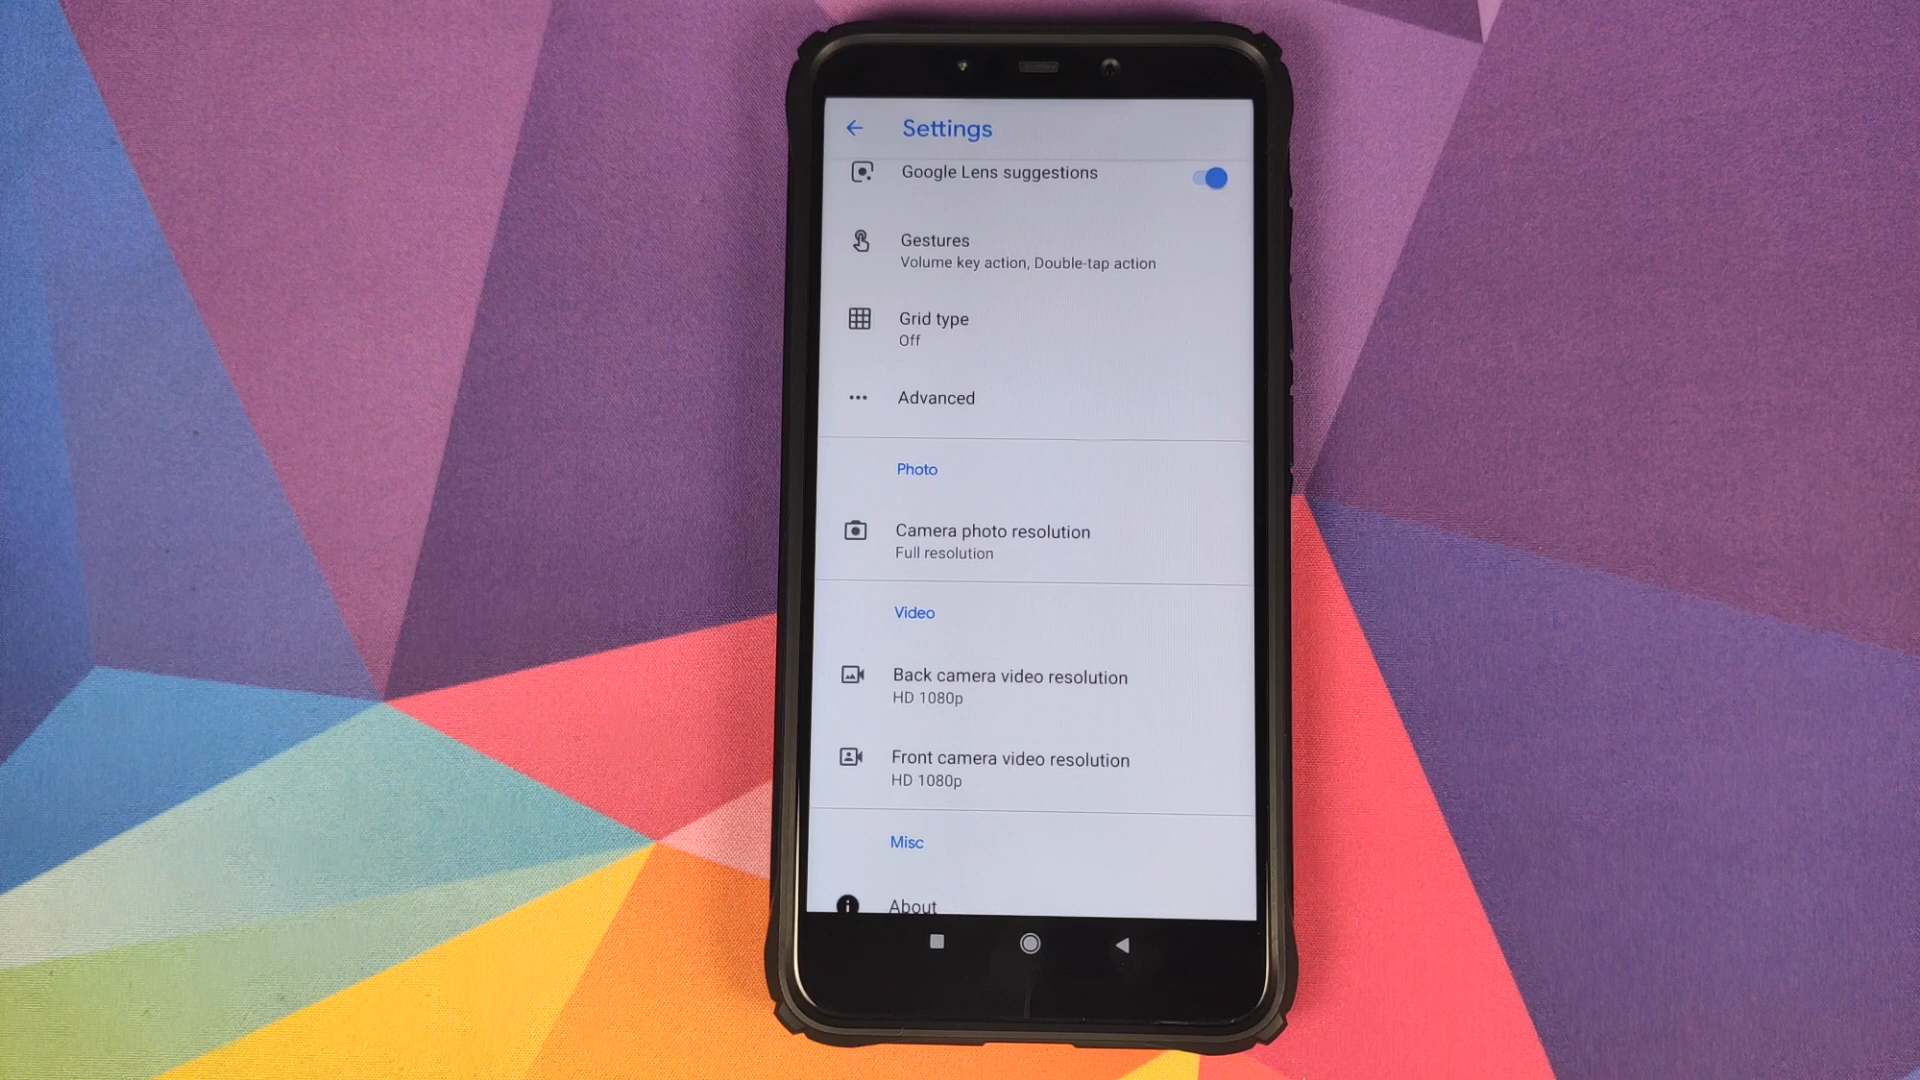 Settings
Google Lens suggestions
Gestures
Volume key action, Double-tap action
Grid type
Off
Advanced
Photo
Camera photo resolution
Full resolution
Video
Back camera video resolution
HD 1080p
Front camera video resolution
HD 1080p
Misc
About